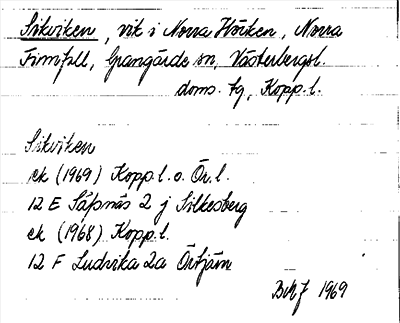 Sikviken, vik i Norra Hörken, Norra
Finnfall, Grangärde sn, Västerbergsl.
doms. tg, Kopp. l.
Sikviken
ek (1969) Kopp. l. o. Ör. l.
12 E Säfsnäs 2 j Silkesberg
ek (1968) Kopp. l.
12 F Ludvika 2a Örtjärn
1969